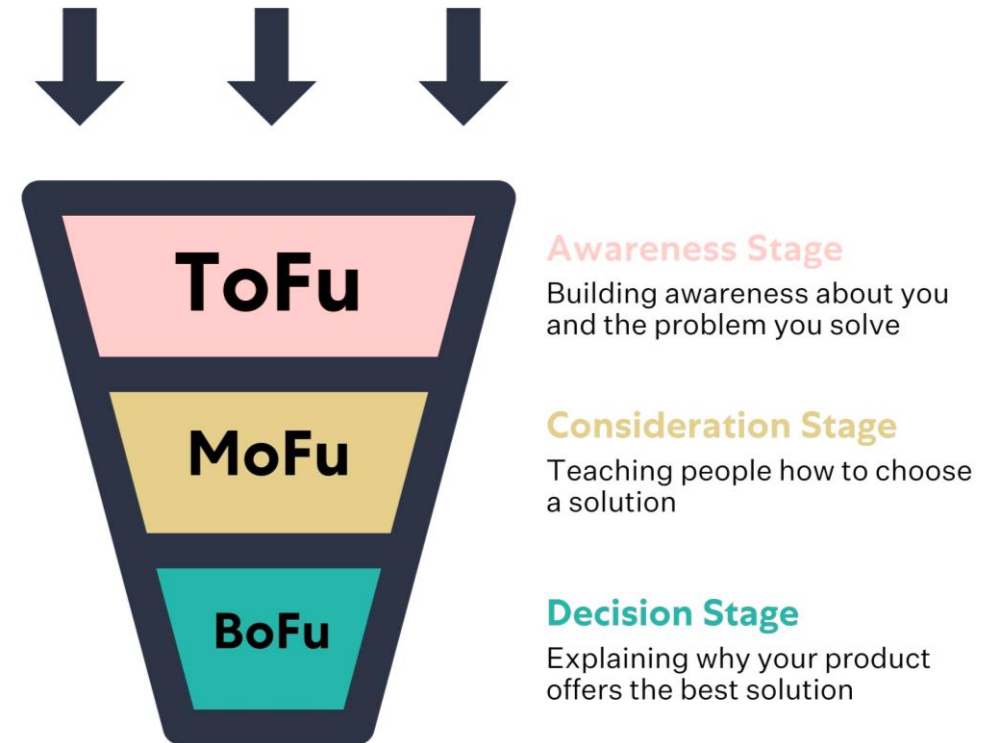 ToFu
Awareness Stage
Building awareness about you
and the problem you solve
MoFu
Consideration Stage
Teaching people how to choose
a solution
BoFu
Decision Stage
Explaining why your product
offers the best solution